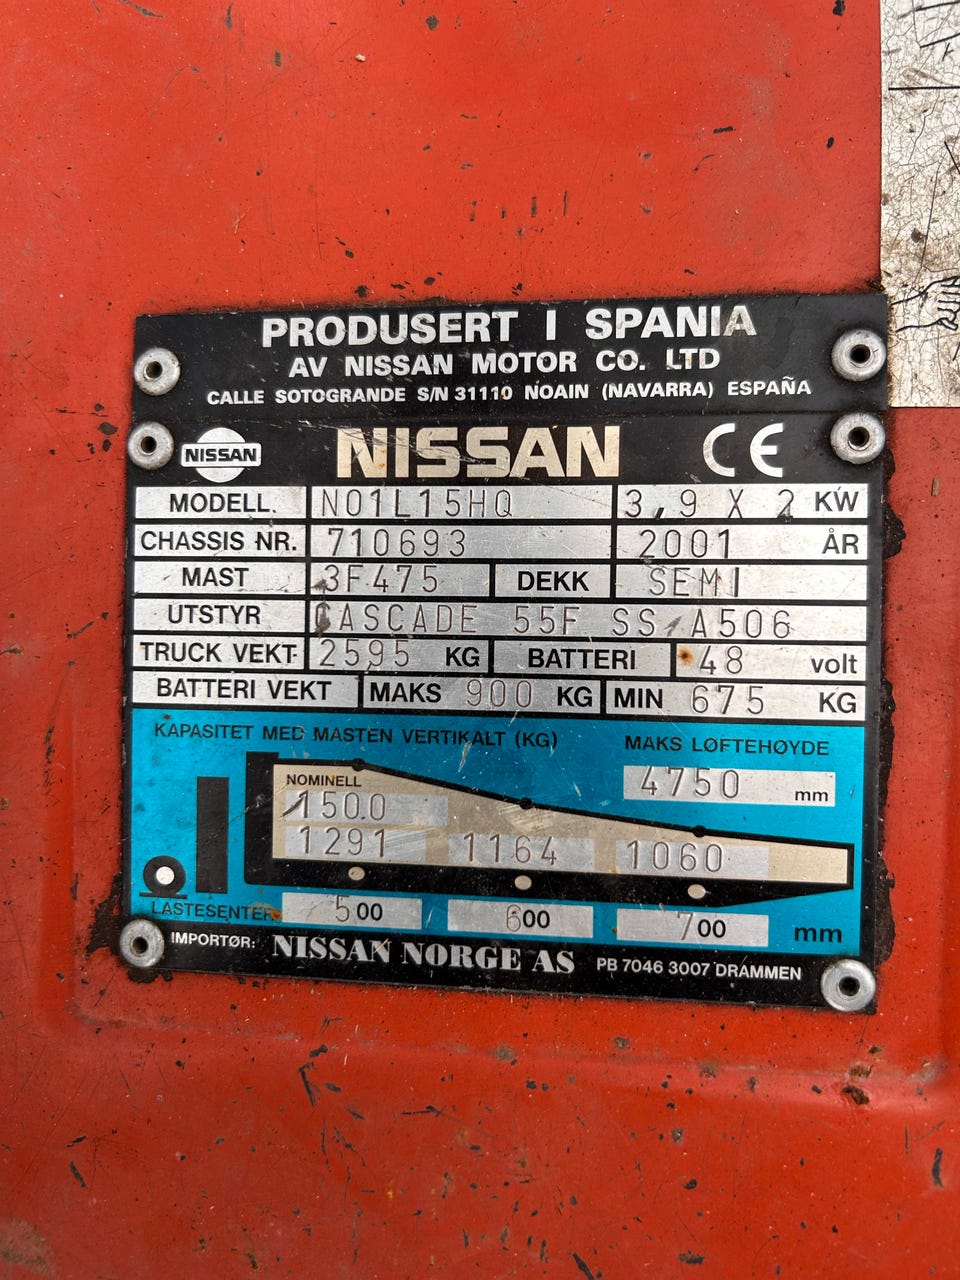 PRODUSERT I SPANIA
AV NISSAN MOTOR CO. LTD
CALLE SOTOGRANDE S/N 31110 NOAIN (NAVARRA) ESPAÑA
NISSAN NISSAN CE
MODELL. N01L15HQ 3,9 X 2 KW
CHASSIS NR. 710693 2001 ÅR
MAST 3F475 DEKK SEMI
UTSTYR CASCADE 55F SS A506
TRUCK VEKT 2595 KG BATTERI 48 volt
BATTERI VEKT MAKS 900 KG MIN 675 KG
KAPASITET MED MASTEN VERTIKALT (KG) MAKS LØFTEHØYDE
4750 mm
NOMINELL
1500
1291 1164 1060
LASTESENTER 500 600 700 mm
IMPORTØR: NISSAN NORGE AS PB 7046 3007 DRAMMEN